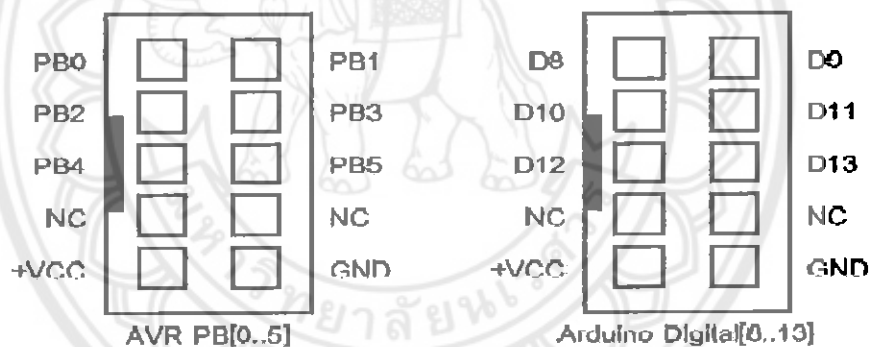 PB0 PB1 D8 D9
PB2 PB3 D10 D11
PB4 PB5 D12 D13
NC NC NC NC
+VCC GND +VCC GND
AVR PB[0..5] Arduino Digital[8..13]